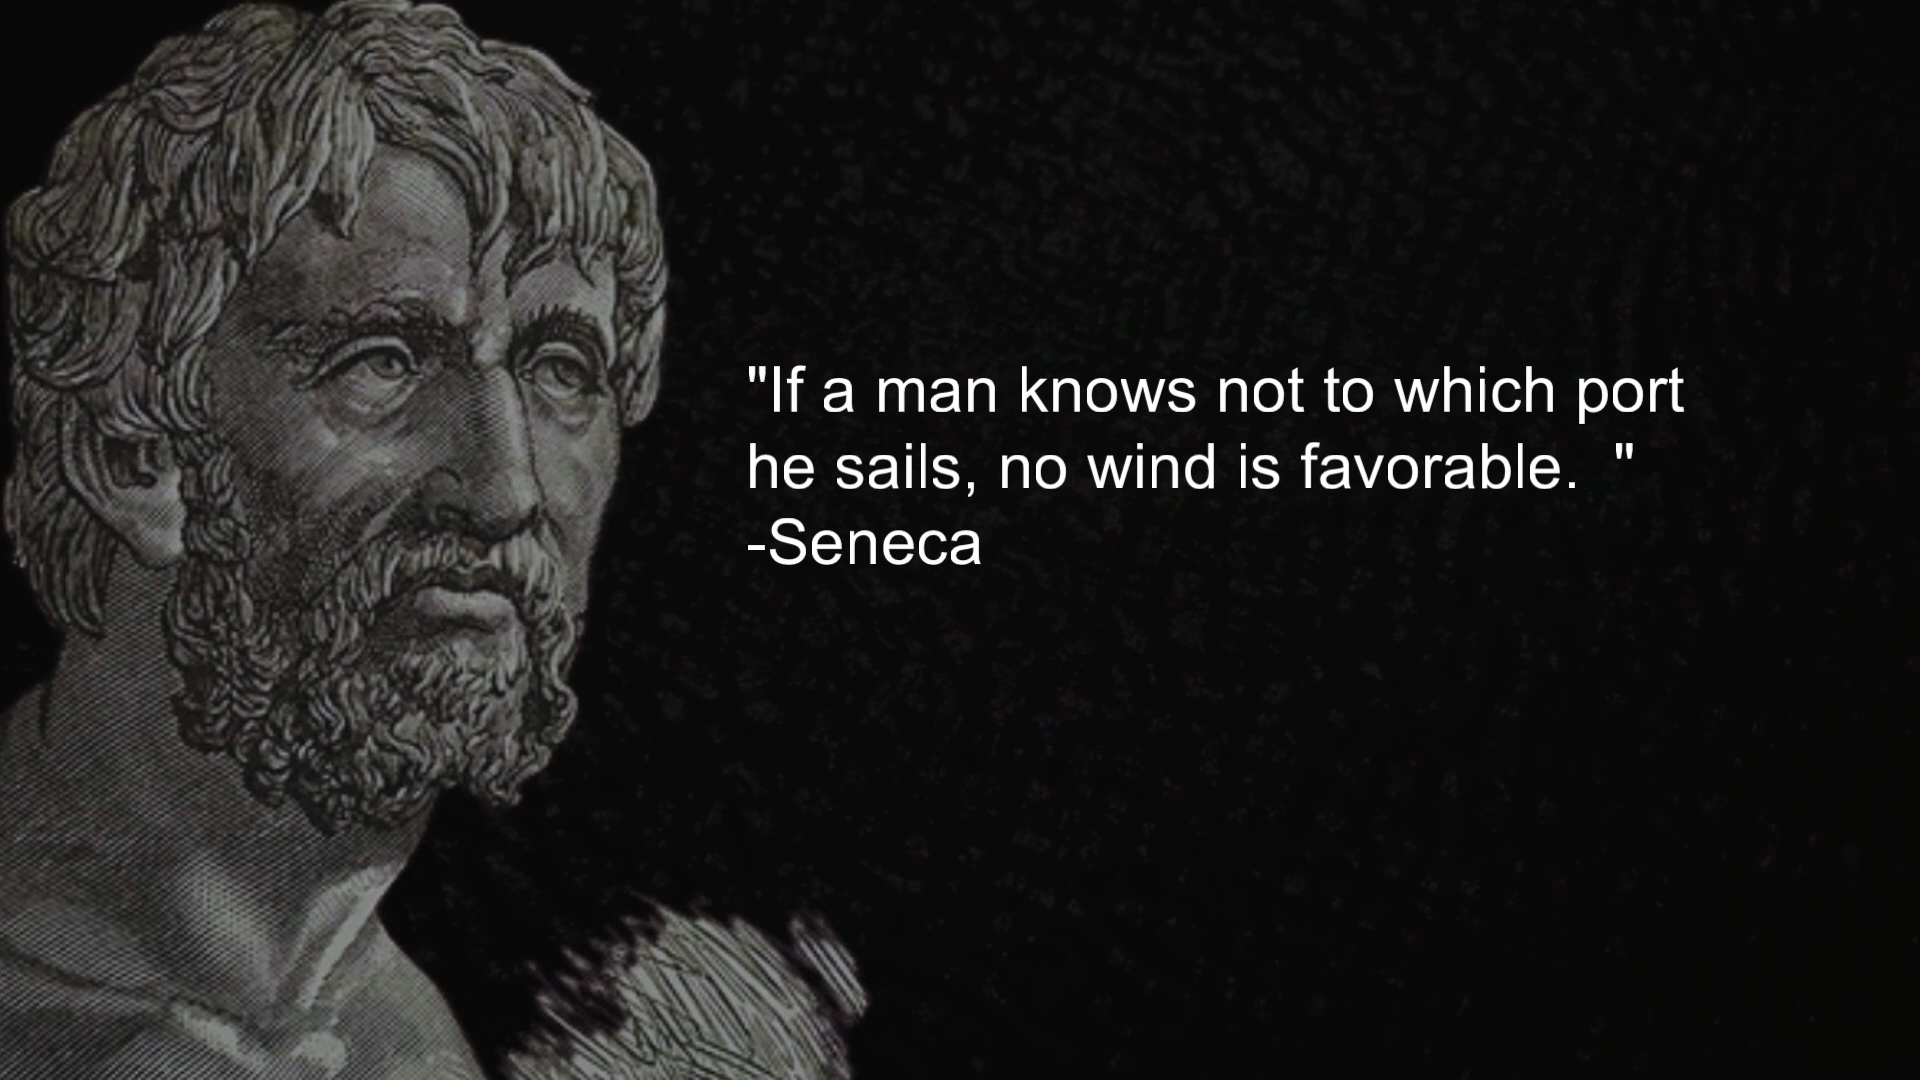 "If a man knows not to which port
he sails, no wind is favorable.  "
-Seneca